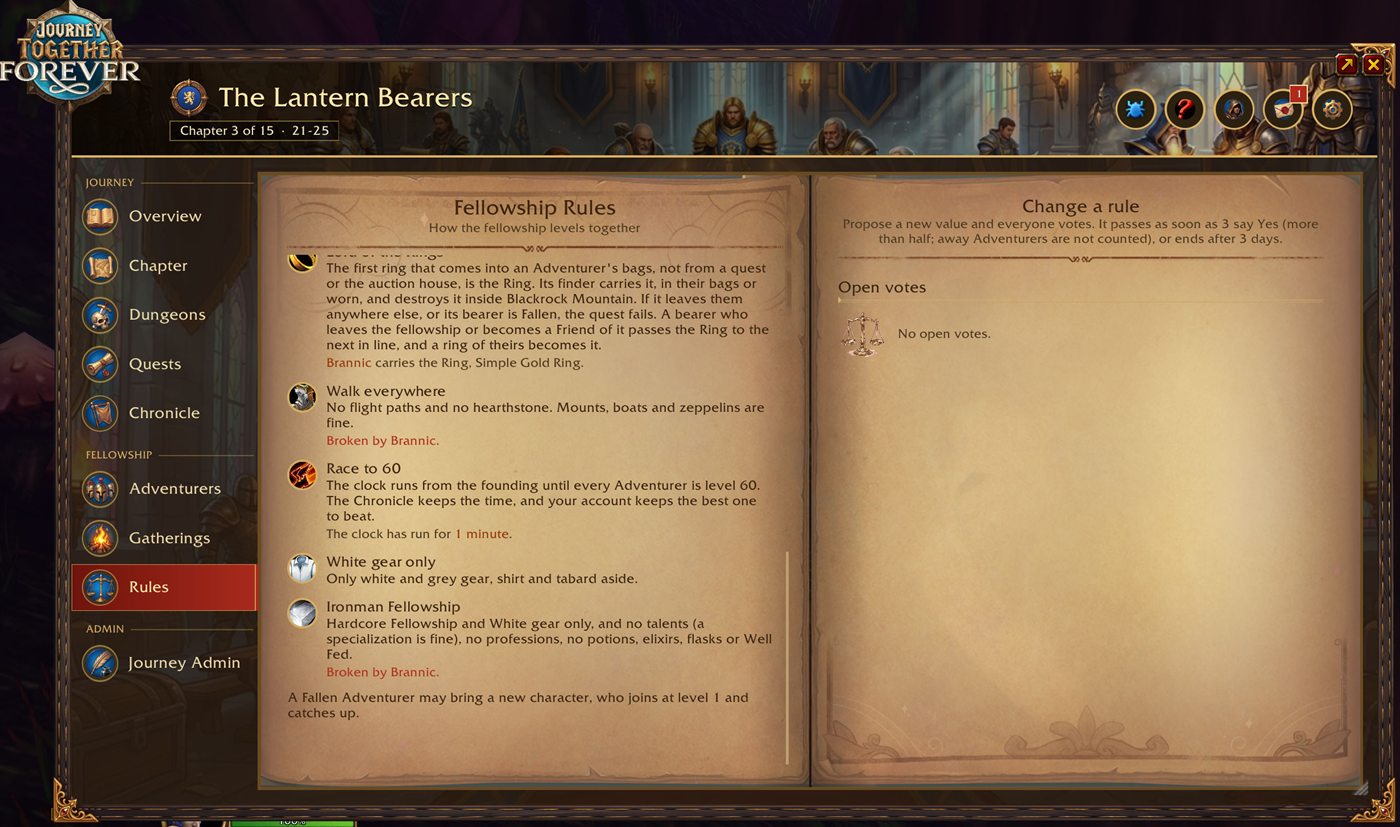 JOURNEY
TOGETHER
FOREVER
The Lantern Bearers
Chapter 3 of 15 · 21-25
1
JOURNEY
Overview
Chapter
Dungeons
Quests
Chronicle
FELLOWSHIP
Adventurers
Gatherings
Rules
ADMIN
Journey Admin
Fellowship Rules
How the fellowship levels together
Lord of the Rings
The first ring that comes into an Adventurer's bags, not from a quest
or the auction house, is the Ring. Its finder carries it, in their bags or
worn, and destroys it inside Blackrock Mountain. If it leaves them
anywhere else, or its bearer is Fallen, the quest fails. A bearer who
leaves the fellowship or becomes a Friend of it passes the Ring to the
next in line, and a ring of theirs becomes it.
Brannic carries the Ring, Simple Gold Ring.
Walk everywhere
No flight paths and no hearthstone. Mounts, boats and zeppelins are
fine.
Broken by Brannic.
Race to 60
The clock runs from the founding until every Adventurer is level 60.
The Chronicle keeps the time, and your account keeps the best one
to beat.
The clock has run for 1 minute.
White gear only
Only white and grey gear, shirt and tabard aside.
Ironman Fellowship
Hardcore Fellowship and White gear only, and no talents (a
specialization is fine), no professions, no potions, elixirs, flasks or Well
Fed.
Broken by Brannic.
A Fallen Adventurer may bring a new character, who joins at level 1 and
catches up.
Change a rule
Propose a new value and everyone votes. It passes as soon as 3 say Yes (more
than half; away Adventurers are not counted), or ends after 3 days.
Open votes
No open votes.
100%